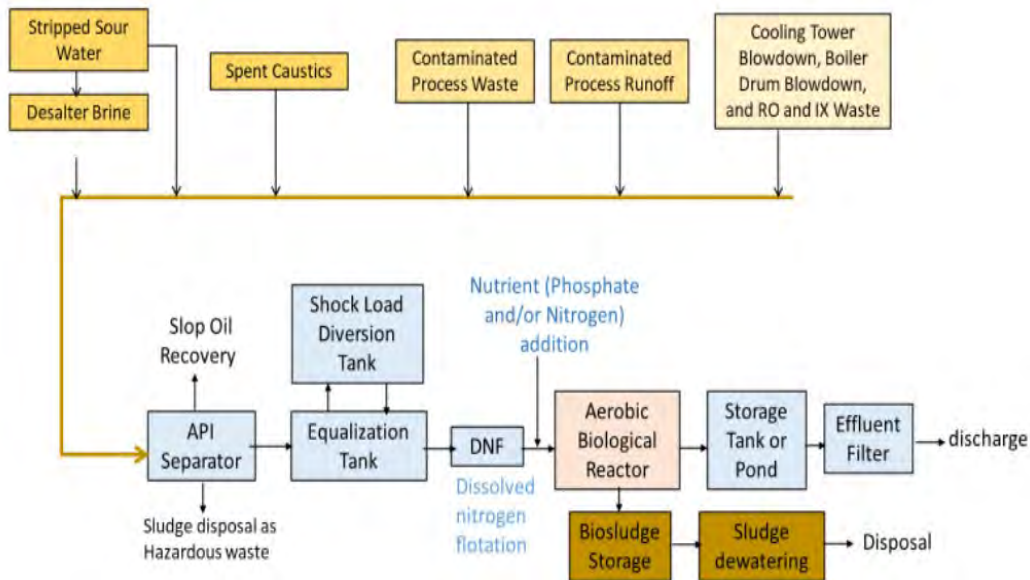 Stripped Sour
Water
Desalter Brine
Spent Caustics
Contaminated
Process Waste
Contaminated
Process Runoff
Cooling Tower
Blowdown, Boiler
Drum Blowdown,
and RO and IX Waste
Slop Oil
Recovery
Shock Load
Diversion
Tank
Nutrient (Phosphate
and/or Nitrogen)
addition
API
Separator
Equalization
Tank
DNF
Dissolved
nitrogen
flotation
Aerobic
Biological
Reactor
Storage
Tank or
Pond
Effluent
Filter
discharge
Sludge disposal as
Hazardous waste
Biosludge
Storage
Sludge
dewatering
Disposal